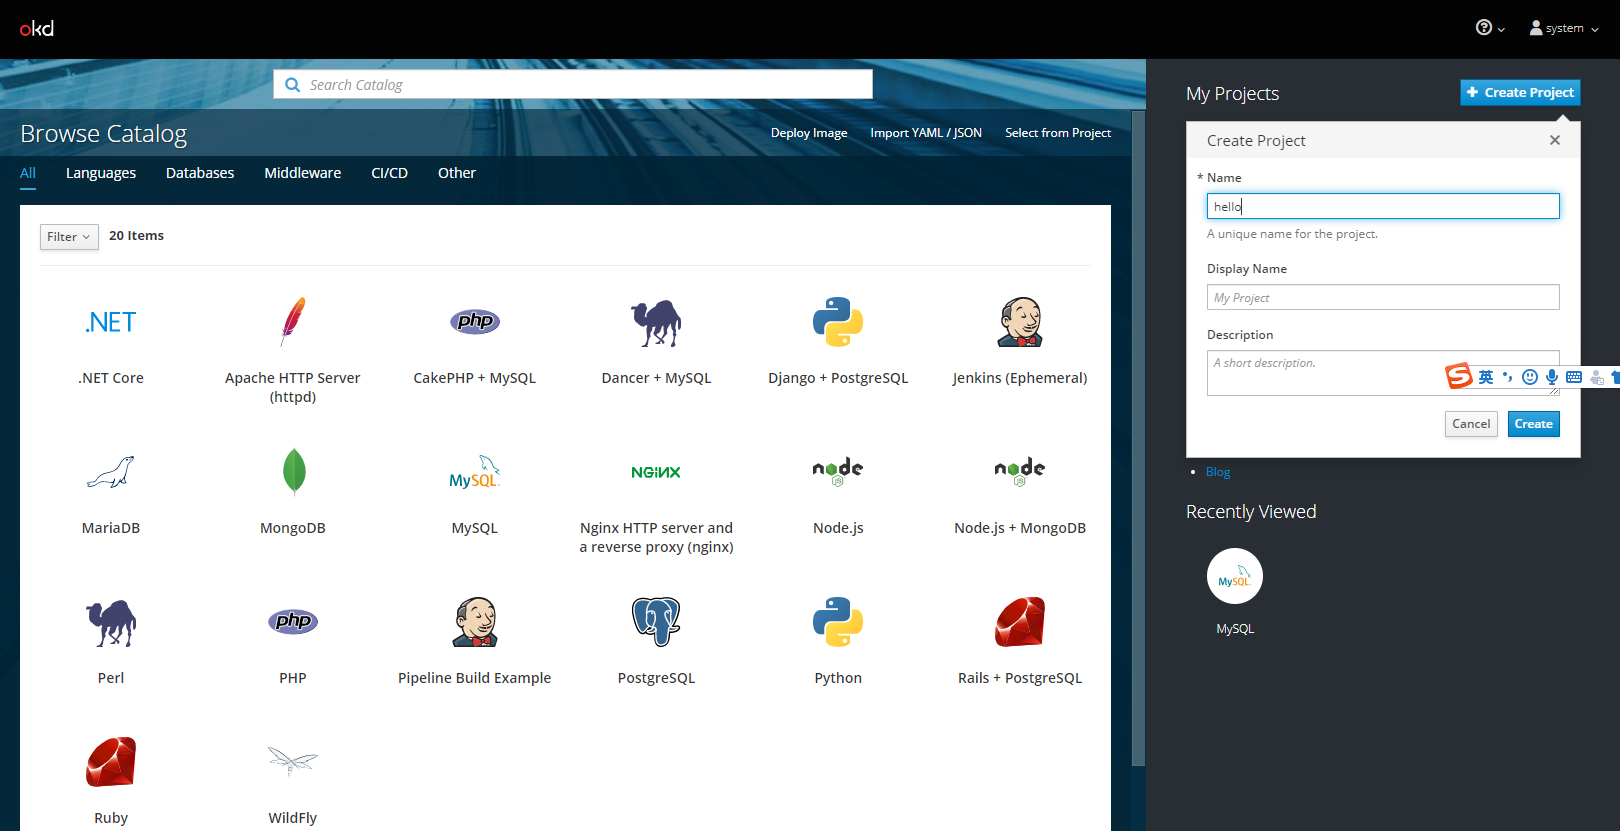 okd
system
Search Catalog
My Projects
Create Project
Browse Catalog
Deploy Image
Import YAML / JSON
Select from Project
All
Languages
Databases
Middleware
CI/CD
Other
Filter
20 Items
.NET
php
.NET Core
Apache HTTP Server
(httpd)
CakePHP + MySQL
Dancer + MySQL
Django + PostgreSQL
Jenkins (Ephemeral)
MySQL
NGINX
node
JS
node
JS
MariaDB
MongoDB
MySQL
Nginx HTTP server and
a reverse proxy (nginx)
Node.js
Node.js + MongoDB
php
Perl
PHP
Pipeline Build Example
PostgreSQL
Python
Rails + PostgreSQL
Ruby
WildFly
Create Project
* Name
hello
A unique name for the project.
Display Name
My Project
Description
A short description.
S 英
Cancel
Create
Blog
Recently Viewed
MySQL
MySQL